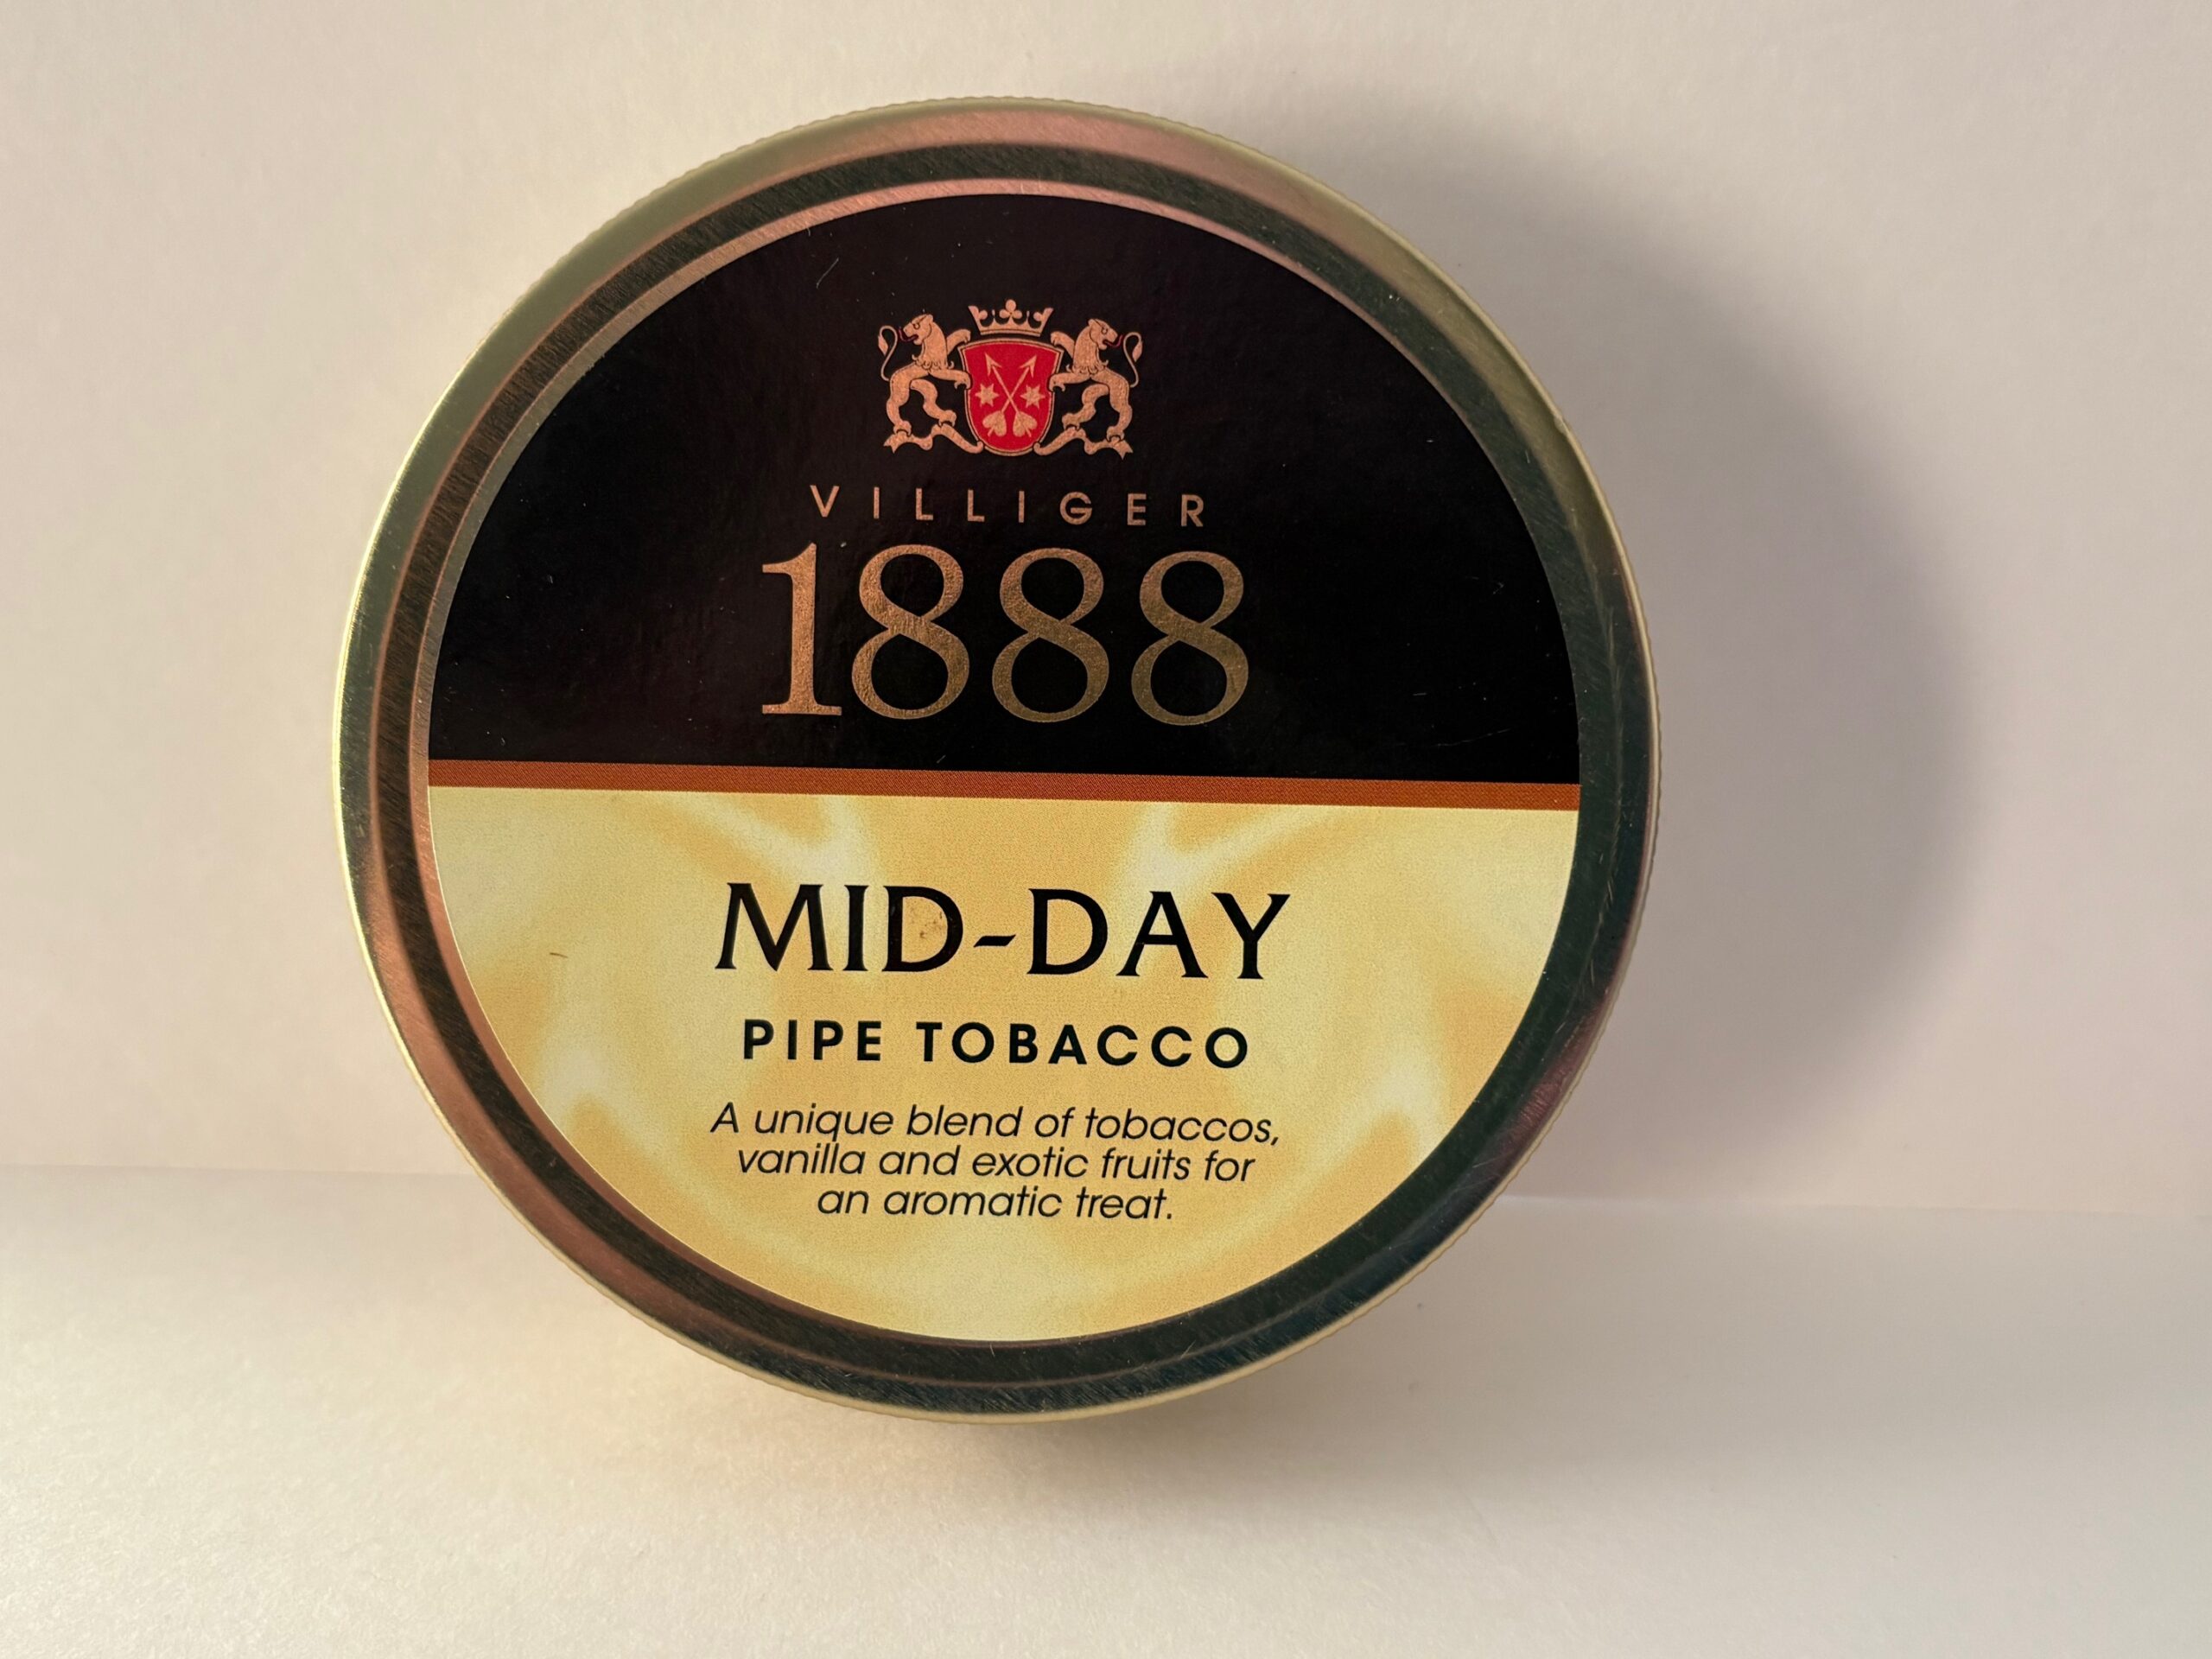 VILLIGER
1888
MID-DAY
PIPE TOBACCO
A unique blend of tobaccos,
vanilla and exotic fruits for
an aromatic treat.